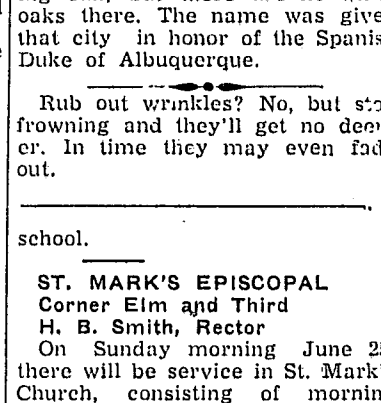 oaks there. The name was give
that city in honor of the Spanis
Duke of Albuquerque.
Rub out wrinkles? No, but sto
frowning and they'll get no deep
er. In time they may even fad
out.
school.
ST. MARK'S EPISCOPAL
Corner Elm and Third
H. B. Smith, Rector
On Sunday morning June 2
there will be service in St. Mark'
Church, consisting of mornin